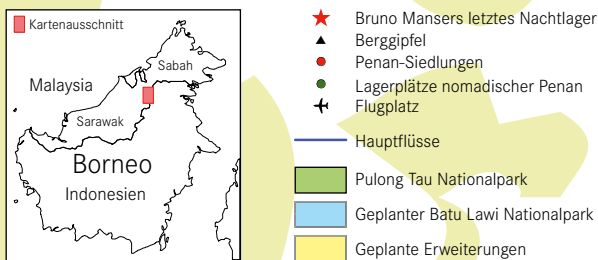 Kartenausschnitt
Sabah
Malaysia
Sarawak
Borneo
Indonesien
Bruno Mansers letztes Nachtlager
Berggipfel
Penan-Siedlungen
Lagerplätze nomadischer Penan
Flugplatz
Hauptflüsse
Pulong Tau Nationalpark
Geplanter Batu Lawi Nationalpark
Geplante Erweiterungen